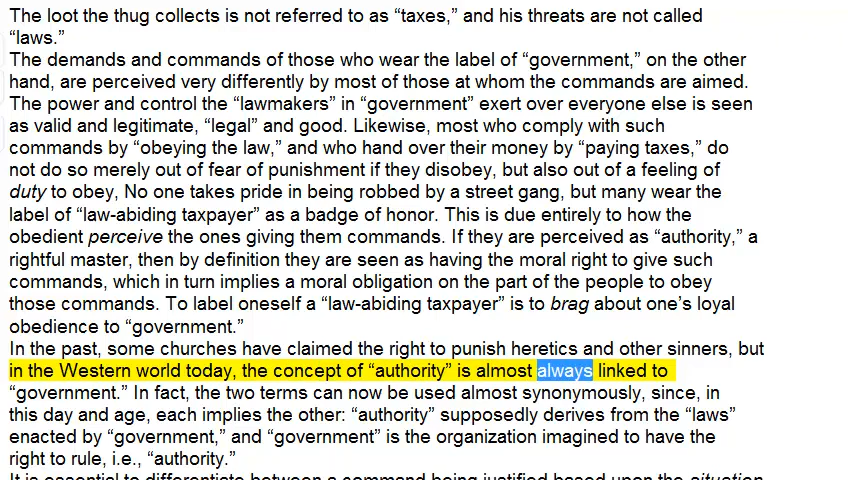 The loot the thug collects is not referred to as “taxes,” and his threats are not called
“laws.”
The demands and commands of those who wear the label of “government,” on the other
hand, are perceived very differently by most of those at whom the commands are aimed.
The power and control the “lawmakers” in “government” exert over everyone else is seen
as valid and legitimate, “legal” and good. Likewise, most who comply with such
commands by “obeying the law,” and who hand over their money by “paying taxes,” do
not do so merely out of fear of punishment if they disobey, but also out of a feeling of
duty to obey, No one takes pride in being robbed by a street gang, but many wear the
label of “law-abiding taxpayer” as a badge of honor. This is due entirely to how the
obedient perceive the ones giving them commands. If they are perceived as “authority,” a
rightful master, then by definition they are seen as having the moral right to give such
commands, which in turn implies a moral obligation on the part of the people to obey
those commands. To label oneself a “law-abiding taxpayer” is to brag about one’s loyal
obedience to “government.”
In the past, some churches have claimed the right to punish heretics and other sinners, but
in the Western world today, the concept of “authority” is almost always linked to
“government.” In fact, the two terms can now be used almost synonymously, since, in
this day and age, each implies the other: “authority” supposedly derives from the “laws”
enacted by “government,” and “government” is the organization imagined to have the
right to rule, i.e., “authority.”
It is essential to differentiate between a command being justified based upon the situation